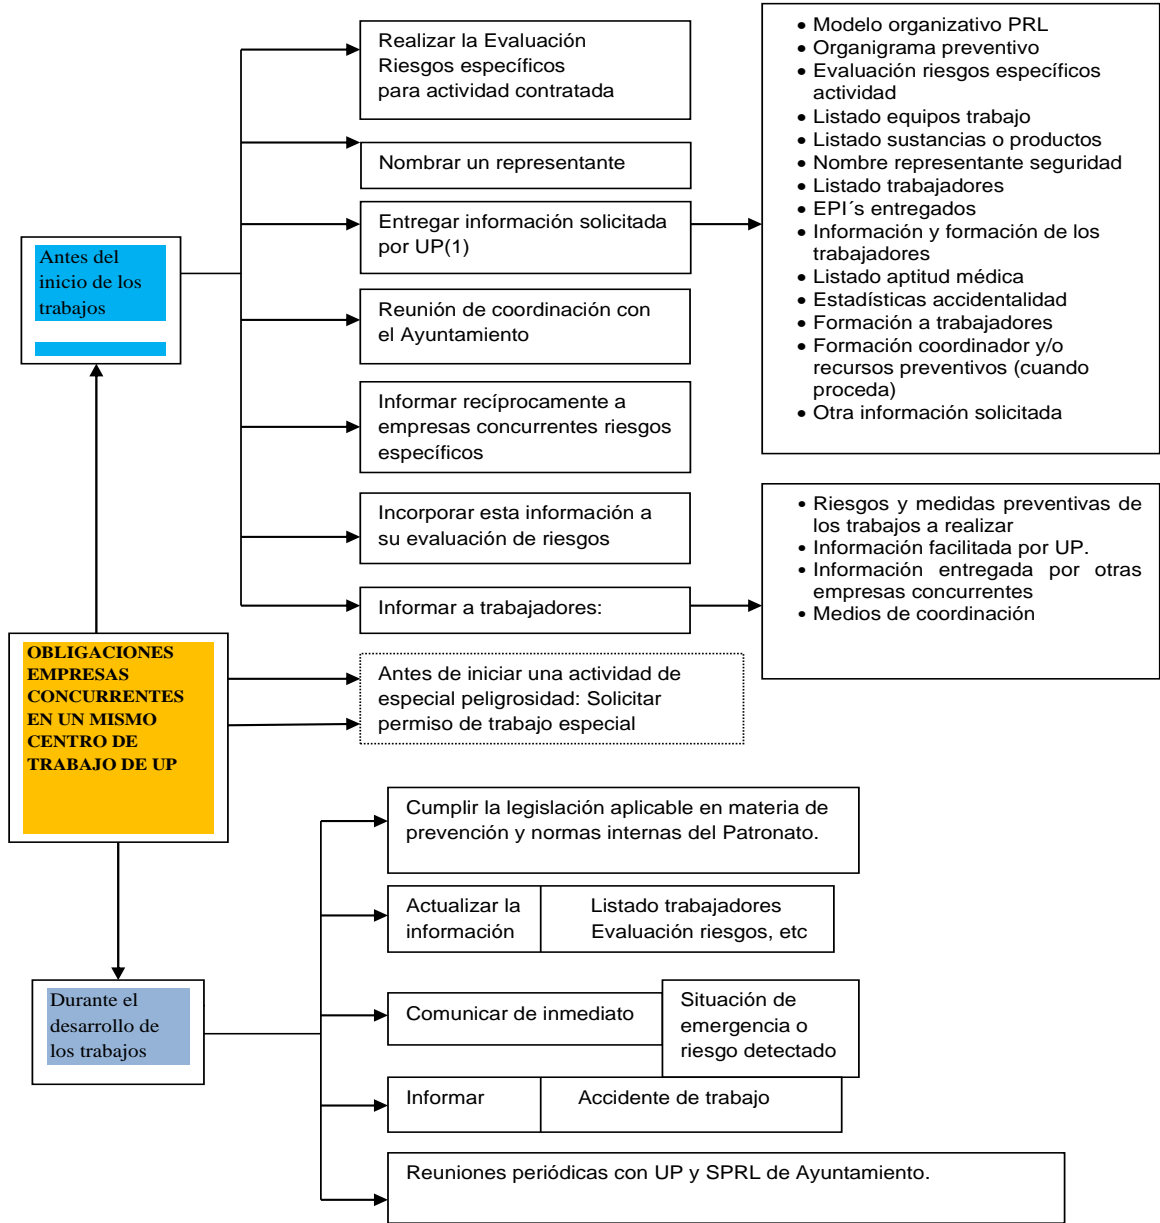 Realizar la Evaluación
Riesgos específicos
para actividad contratada
Nombrar un representante
Entregar información solicitada
por UP(1)
Reunión de coordinación con
el Ayuntamiento
Informar recíprocamente a
empresas concurrentes riesgos
específicos
Incorporar esta información a
su evaluación de riesgos
Informar a trabajadores:
• Modelo organizativo PRL
• Organigrama preventivo
• Evaluación riesgos específicos
actividad
• Listado equipos trabajo
• Listado sustancias o productos
• Nombre representante seguridad
• Listado trabajadores
• EPI´s entregados
• Información y formación de los
trabajadores
• Listado aptitud médica
• Estadísticas accidentalidad
• Formación a trabajadores
• Formación coordinador y/o
recursos preventivos (cuando
proceda)
• Otra información solicitada
• Riesgos y medidas preventivas de
los trabajos a realizar
• Información facilitada por UP.
• Información entregada por otras
empresas concurrentes
• Medios de coordinación
Antes del
inicio de los
trabajos
OBLIGACIONES
EMPRESAS
CONCURRENTES
EN UN MISMO
CENTRO DE
TRABAJO DE UP
Antes de iniciar una actividad de
especial peligrosidad: Solicitar
permiso de trabajo especial
Durante el
desarrollo de
los trabajos
Cumplir la legislación aplicable en materia de
prevención y normas internas del Patronato.
Actualizar la
información
Listado trabajadores
Evaluación riesgos, etc
Comunicar de inmediato
Situación de
emergencia o
riesgo detectado
Informar
Accidente de trabajo
Reuniones periódicas con UP y SPRL de Ayuntamiento.